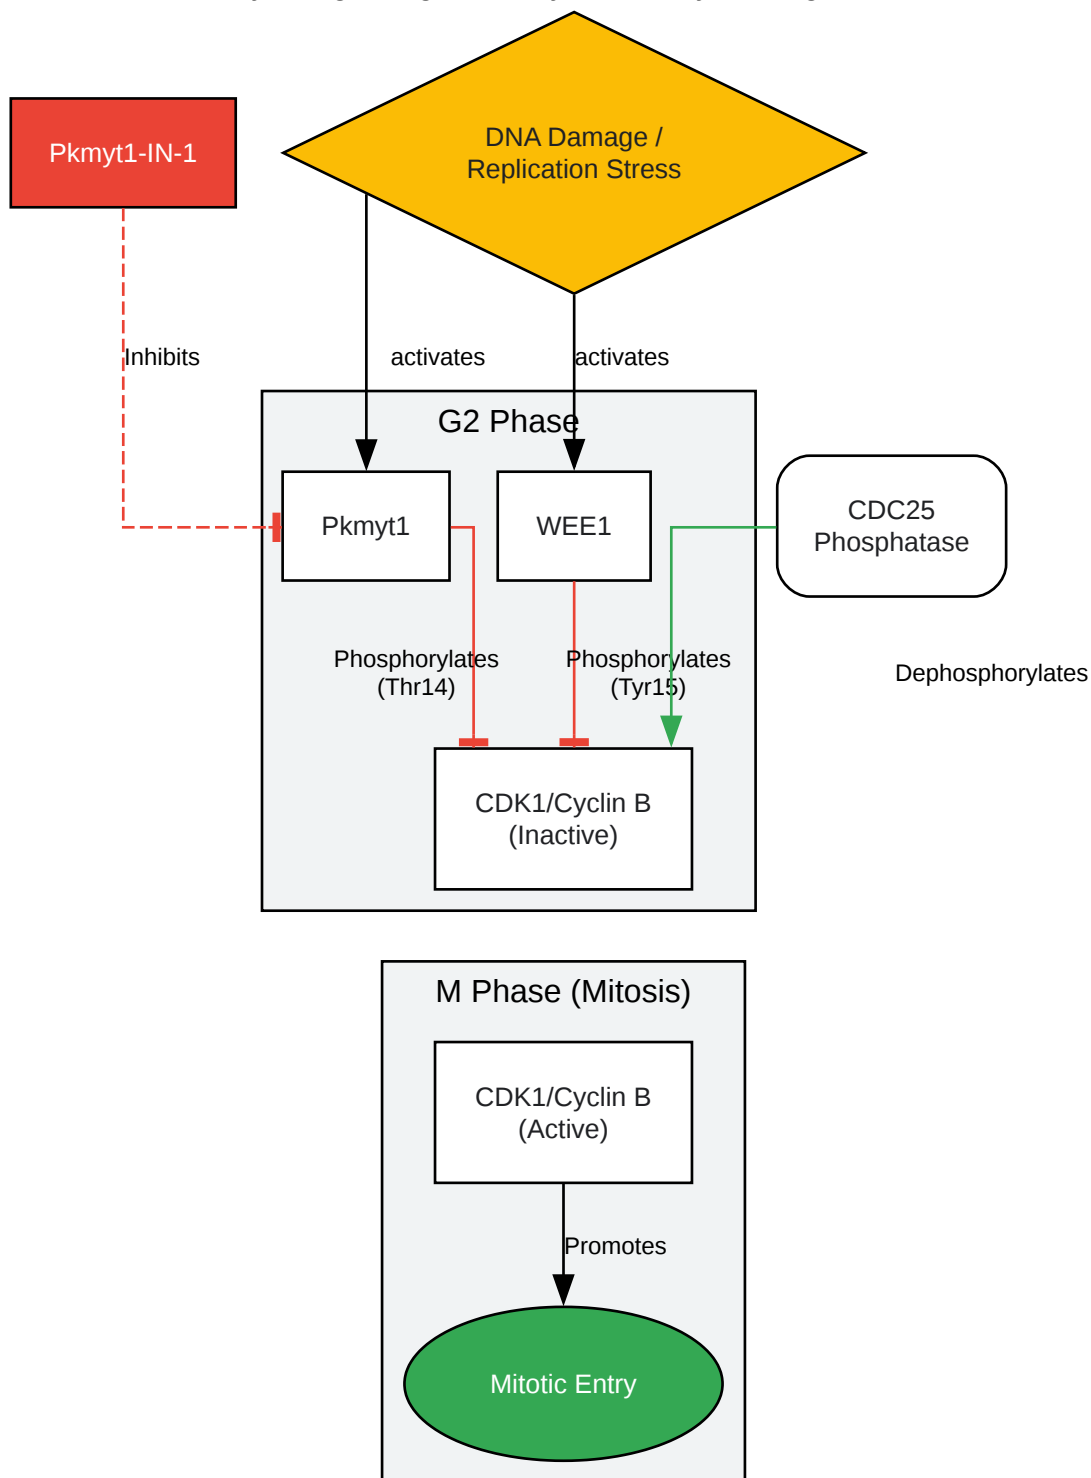 Pkmyt1-IN-1
DNA Damage /
Replication Stress
Inhibits
activates
activates
G2 Phase
Pkmyt1
WEE1
CDC25
Phosphatase
Phosphorylates
(Thr14)
Phosphorylates
(Tyr15)
Dephosphorylates
CDK1/Cyclin B
(Inactive)
M Phase (Mitosis)
CDK1/Cyclin B
(Active)
Promotes
Mitotic Entry